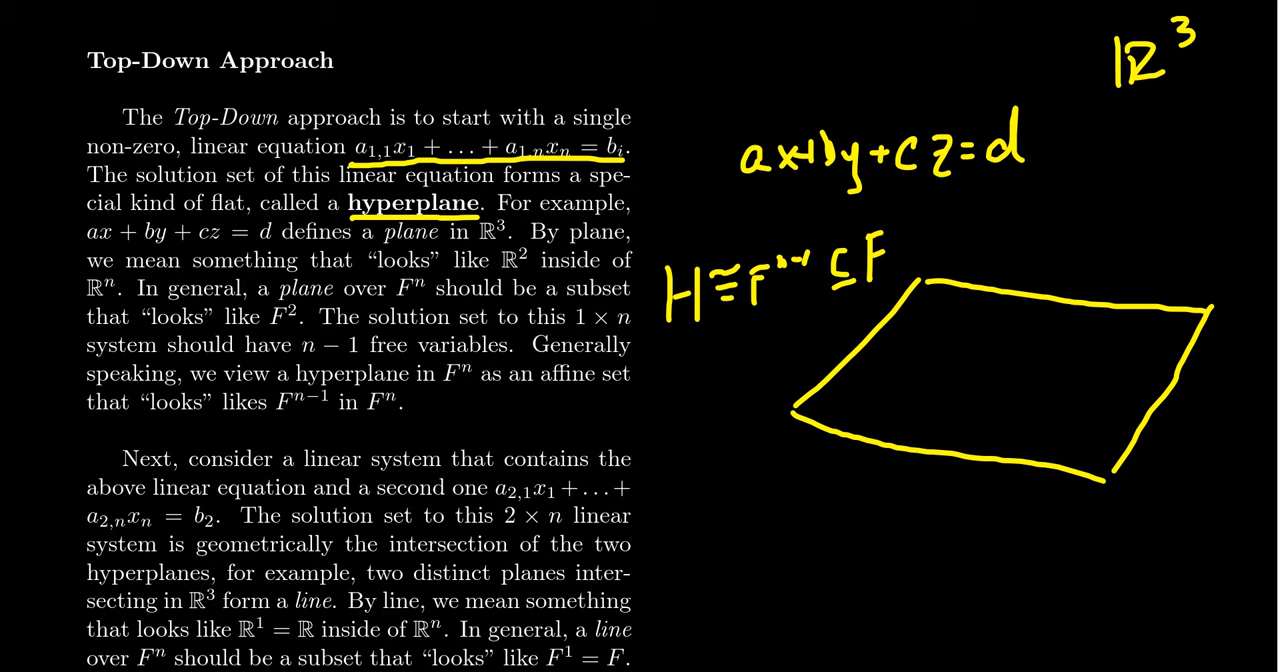 Top-Down Approach
The Top-Down approach is to start with a single
non-zero, linear equation a₁,₁x₁ + … + a₁,ₙxₙ = bᵢ.
The solution set of this linear equation forms a spe-
cial kind of flat, called a hyperplane. For example,
ax + by + cz = d defines a plane in ℝ³. By plane,
we mean something that “looks” like ℝ² inside of
ℝⁿ. In general, a plane over Fⁿ should be a subset
that “looks” like F². The solution set to this 1 × n
system should have n − 1 free variables. Generally
speaking, we view a hyperplane in Fⁿ as an affine set
that “looks” likes Fⁿ⁻¹ in Fⁿ.
Next, consider a linear system that contains the
above linear equation and a second one a₂,₁x₁ + … +
a₂,ₙxₙ = b₂. The solution set to this 2 × n linear
system is geometrically the intersection of the two
hyperplanes, for example, two distinct planes inter-
secting in ℝ³ form a line. By line, we mean something
that looks like ℝ¹ = ℝ inside of ℝⁿ. In general, a line
over Fⁿ should be a subset that “looks” like F¹ = F.
ℝ³
ax+by+cz=d
H≅Fⁿ⁻¹ ⊆ F